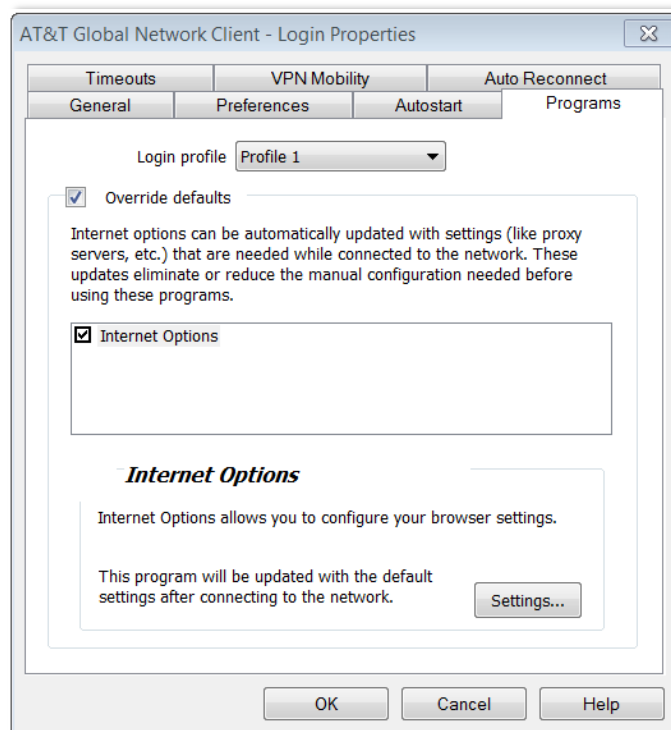 AT&T Global Network Client - Login Properties
Timeouts
VPN Mobility
Auto Reconnect
General
Preferences
Autostart
Programs
Login profile
Profile 1
Override defaults
Internet options can be automatically updated with settings (like proxy
servers, etc.) that are needed while connected to the network. These
updates eliminate or reduce the manual configuration needed before
using these programs.
Internet Options
Internet Options
Internet Options allows you to configure your browser settings.
This program will be updated with the default
settings after connecting to the network.
Settings...
OK
Cancel
Help